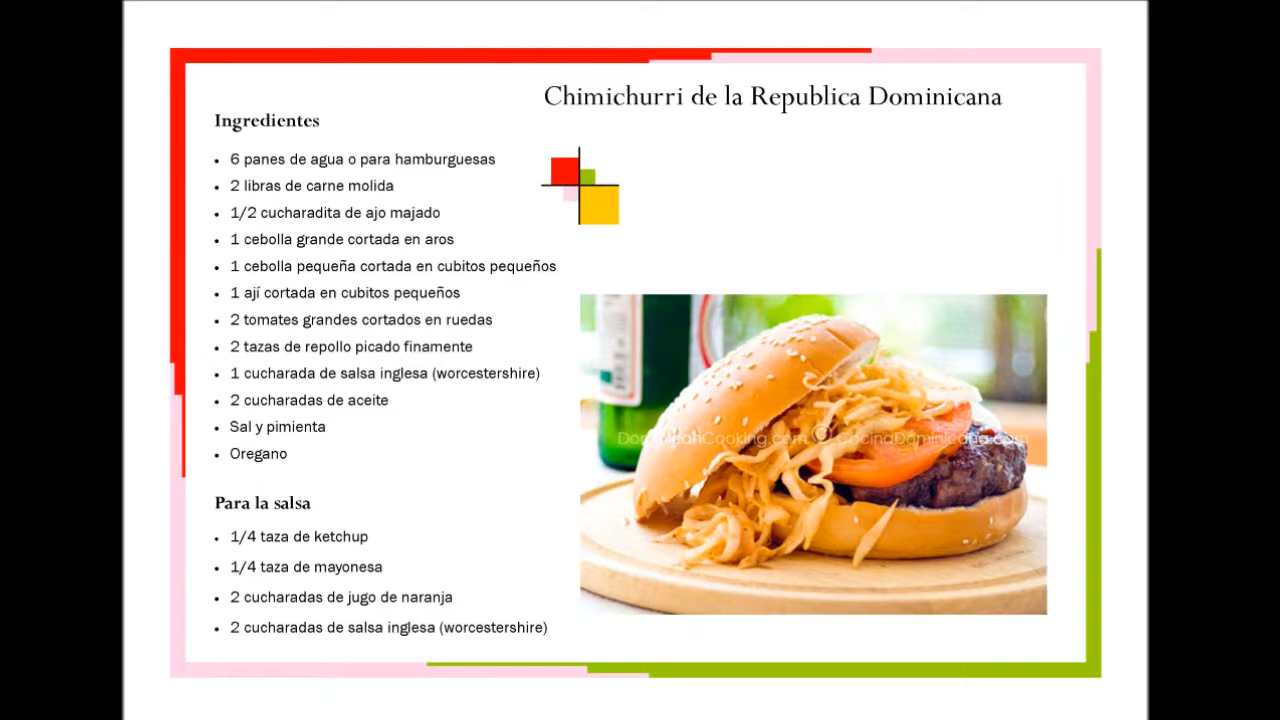 Chimichurri de la Republica Dominicana
Ingredientes
• 6 panes de agua o para hamburguesas
• 2 libras de carne molida
• 1/2 cucharadita de ajo majado
• 1 cebolla grande cortada en aros
• 1 cebolla pequeña cortada en cubitos pequeños
• 1 ají cortada en cubitos pequeños
• 2 tomates grandes cortados en ruedas
• 2 tazas de repollo picado finamente
• 1 cucharada de salsa inglesa (worcestershire)
• 2 cucharadas de aceite
• Sal y pimienta
• Oregano
Para la salsa
• 1/4 taza de ketchup
• 1/4 taza de mayonesa
• 2 cucharadas de jugo de naranja
• 2 cucharadas de salsa inglesa (worcestershire)
DominicanCooking.com CocinaDominicana.com